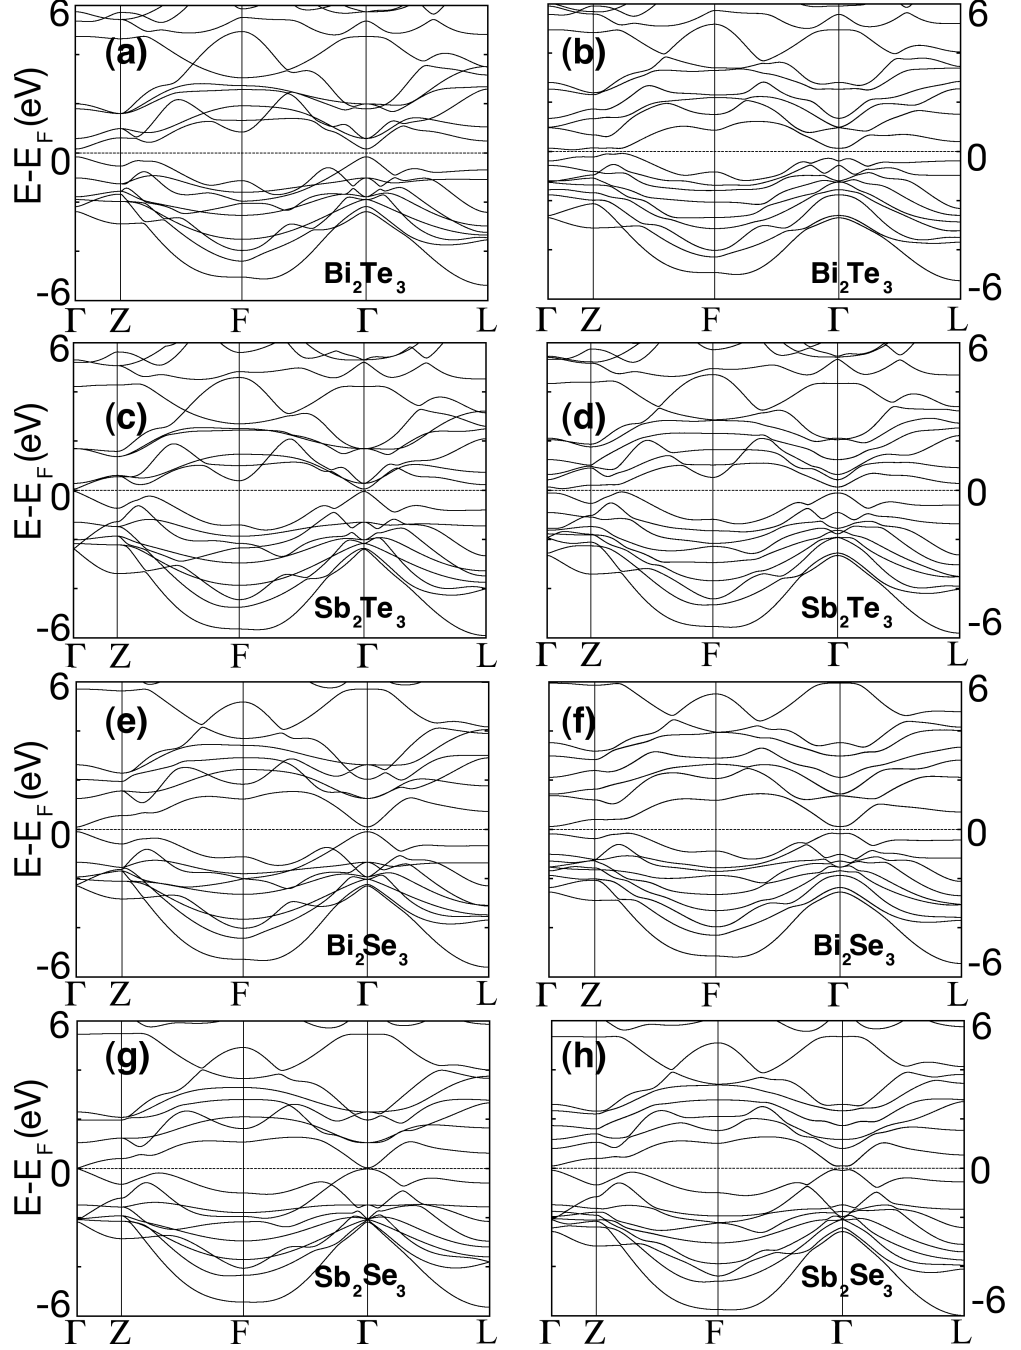 6 6
(a) (b)
E-E_F (eV)
0 0
Bi2Te3 Bi2Te3
-6 -6
Γ Z F Γ L Γ Z F Γ L
6 6
(c) (d)
E-E_F (eV)
0 0
Sb2Te3 Sb2Te3
-6 -6
Γ Z F Γ L Γ Z F Γ L
6 6
(e) (f)
E-E_F (eV)
0 0
Bi2Se3 Bi2Se3
-6 -6
Γ Z F Γ L Γ Z F Γ L
6 6
(g) (h)
E-E_F (eV)
0 0
Sb2Se3 Sb2Se3
-6 -6
Γ Z F Γ L Γ Z F Γ L